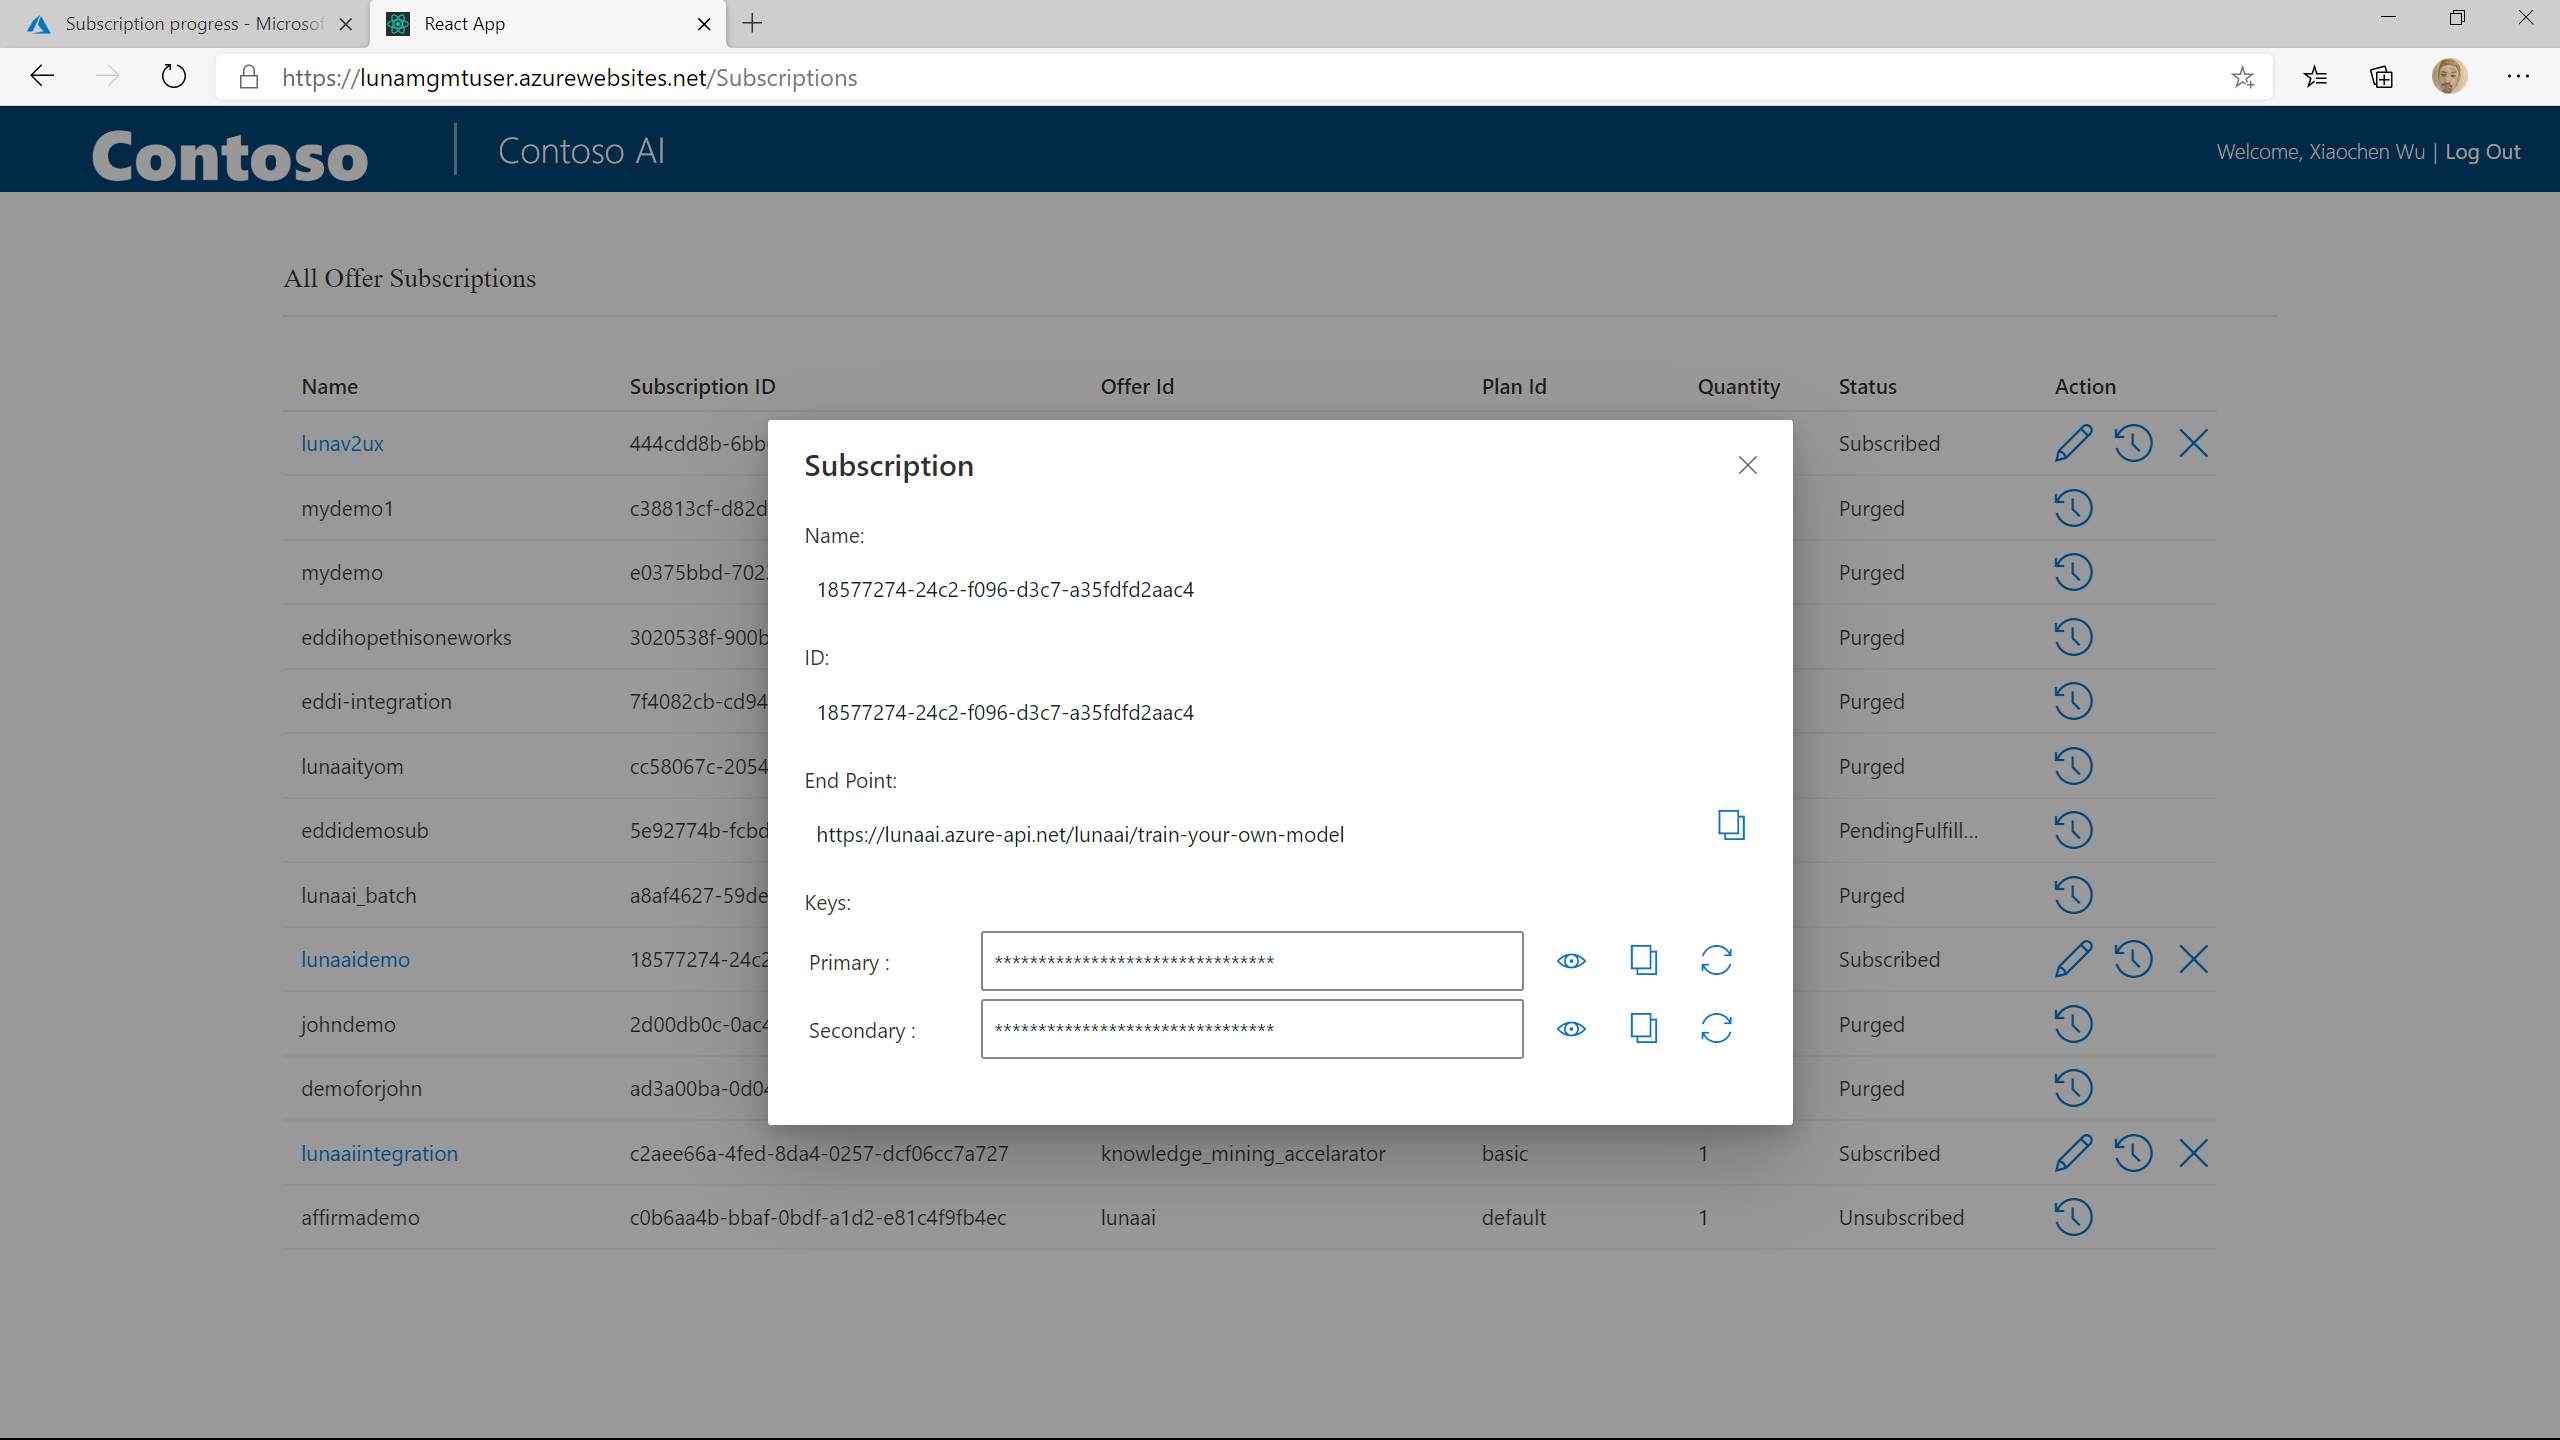 Subscription progress - Microsof
React App
https://lunamgmtuser.azurewebsites.net/Subscriptions
Contoso
Contoso AI
Welcome, Xiaochen Wu | Log Out
All Offer Subscriptions
Name Subscription ID Offer Id Plan Id Quantity Status Action
lunav2ux 444cdd8b-6bb Subscribed
mydemo1 c38813cf-d82d Purged
mydemo e0375bbd-702 Purged
eddihopethisoneworks 3020538f-900b Purged
eddi-integration 7f4082cb-cd94 Purged
lunaaityom cc58067c-2054 Purged
eddidemosub 5e92774b-fcbd PendingFulfill...
lunaai_batch a8af4627-59de Purged
lunaaidemo 18577274-24c2 Subscribed
johndemo 2d00db0c-0ac4 Purged
demoforjohn ad3a00ba-0d04 Purged
lunaaiintegration c2aee66a-4fed-8da4-0257-dcf06cc7a727 knowledge_mining_accelarator basic 1 Subscribed
affirmademo c0b6aa4b-bbaf-0bdf-a1d2-e81c4f9fb4ec lunaai default 1 Unsubscribed
Subscription
Name:
18577274-24c2-f096-d3c7-a35fdfd2aac4
ID:
18577274-24c2-f096-d3c7-a35fdfd2aac4
End Point:
https://lunaai.azure-api.net/lunaai/train-your-own-model
Keys:
Primary : ********************************
Secondary : ********************************